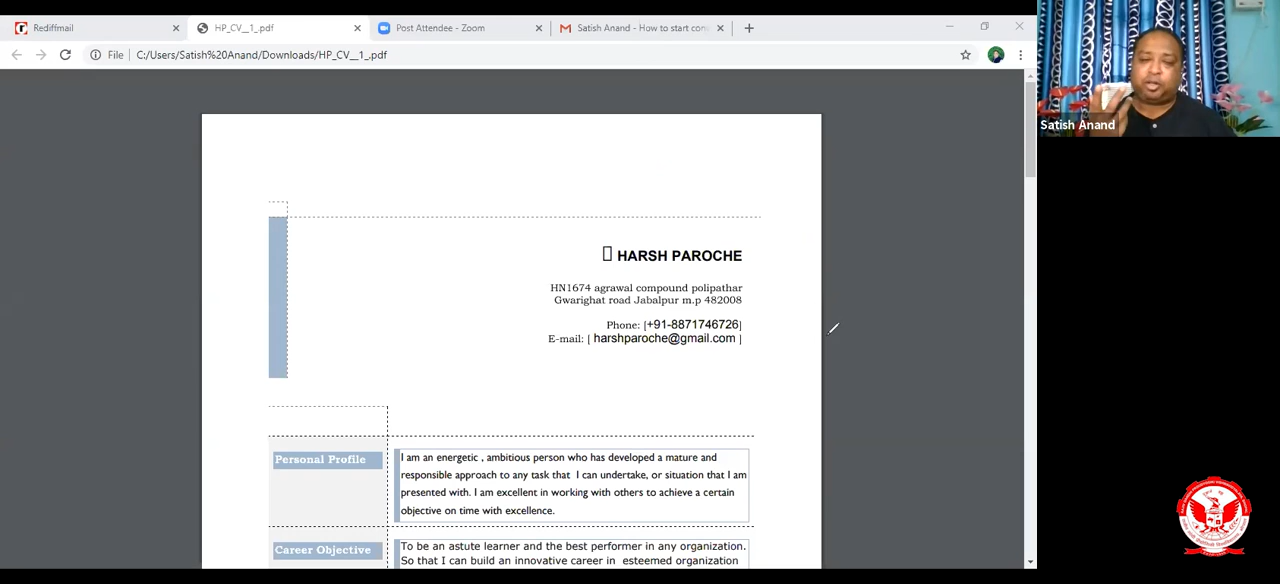 Rediffmail
HP_CV__1_.pdf
Post Attendee - Zoom
Satish Anand - How to start con
File
C:/Users/Satish%20Anand/Downloads/HP_CV__1_.pdf
Satish Anand
HARSH PAROCHE
HN1674 agrawal compound polipathar
Gwarighat road Jabalpur m.p 482008
Phone: [+91-8871746726]
E-mail: [ harshparoche@gmail.com ]
Personal Profile
I am an energetic , ambitious person who has developed a mature and
responsible approach to any task that I can undertake, or situation that I am
presented with. I am excellent in working with others to achieve a certain
objective on time with excellence.
Career Objective
To be an astute learner and the best performer in any organization.
So that I can build an innovative career in esteemed organization